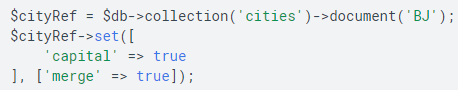 $cityRef = $db->collection('cities')->document('BJ');
$cityRef->set([
    'capital' => true
], ['merge' => true]);